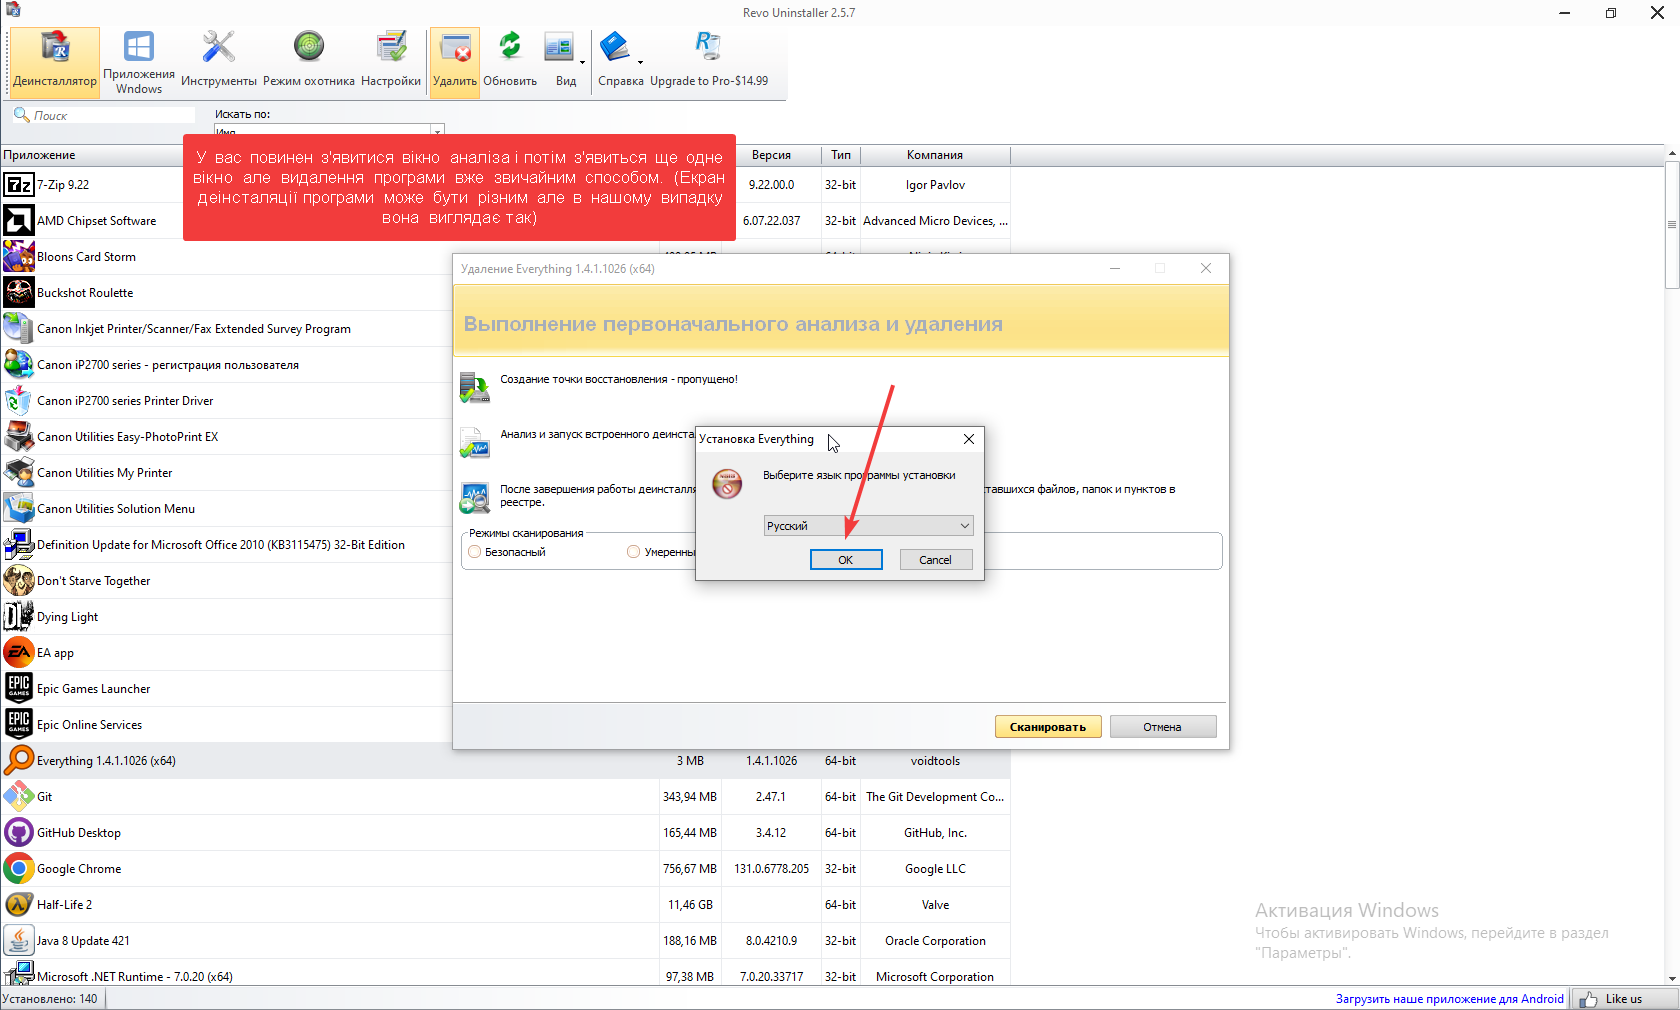 Revo Uninstaller 2.5.7
Деинсталлятор
Приложения Windows
Инструменты
Режим охотника
Настройки
Удалить
Обновить
Вид
Справка
Upgrade to Pro-$14.99
Поиск
Искать по:
Имя
Приложение
Версия
Тип
Компания
У вас повинен з'явитися вікно аналіза і потім з'явиться ще одне
вікно але видалення програми вже звичайним способом. (Екран
деінсталяції програми може бути різним але в нашому випадку
вона виглядає так)
7-Zip 9.22
9.22.00.0
32-bit
Igor Pavlov
AMD Chipset Software
6.07.22.037
32-bit
Advanced Micro Devices, ...
Bloons Card Storm
Buckshot Roulette
Canon Inkjet Printer/Scanner/Fax Extended Survey Program
Canon iP2700 series - регистрация пользователя
Canon iP2700 series Printer Driver
Canon Utilities Easy-PhotoPrint EX
Canon Utilities My Printer
Canon Utilities Solution Menu
Definition Update for Microsoft Office 2010 (KB3115475) 32-Bit Edition
Don't Starve Together
Dying Light
EA app
Epic Games Launcher
Epic Online Services
Удаление Everything 1.4.1.1026 (x64)
Выполнение первоначального анализа и удаления
Создание точки восстановления - пропущено!
Анализ и запуск встроенного деинста
После завершения работы деинсталля
ставшихся файлов, папок и пунктов в
реестре.
Режимы сканирования
Безопасный
Умеренны
Установка Everything
Выберите язык программы установки
Русский
OK
Cancel
Сканировать
Отмена
Everything 1.4.1.1026 (x64)
3 MB
1.4.1.1026
64-bit
voidtools
Git
343,94 MB
2.47.1
64-bit
The Git Development Co...
GitHub Desktop
165,44 MB
3.4.12
64-bit
GitHub, Inc.
Google Chrome
756,67 MB
131.0.6778.205
32-bit
Google LLC
Half-Life 2
11,46 GB
64-bit
Valve
Java 8 Update 421
188,16 MB
8.0.4210.9
32-bit
Oracle Corporation
Microsoft .NET Runtime - 7.0.20 (x64)
97,38 MB
7.0.20.33717
32-bit
Microsoft Corporation
Активация Windows
Чтобы активировать Windows, перейдите в раздел
"Параметры".
Установлено: 140
Загрузить наше приложение для Android
Like us